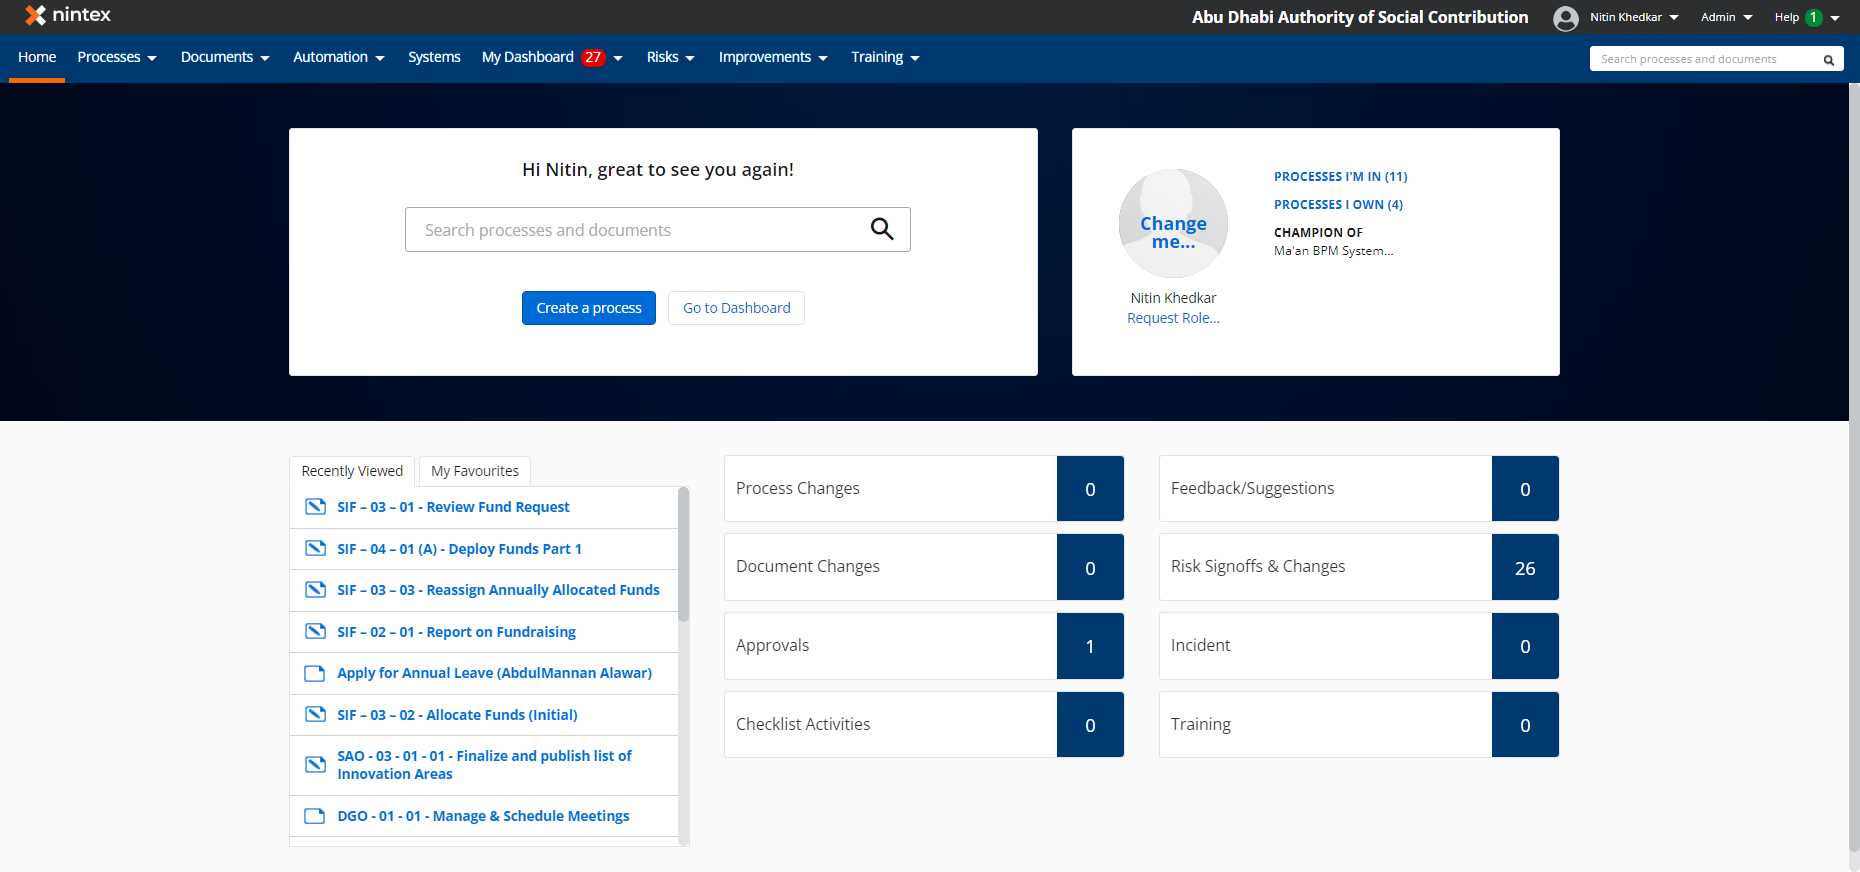 nintex
Abu Dhabi Authority of Social Contribution
Nitin Khedkar
Admin
Help 1
Home
Processes
Documents
Automation
Systems
My Dashboard 27
Risks
Improvements
Training
Search processes and documents
Hi Nitin, great to see you again!
Search processes and documents
Create a process
Go to Dashboard
Change
me...
Nitin Khedkar
Request Role...
PROCESSES I'M IN (11)
PROCESSES I OWN (4)
CHAMPION OF
Ma'an BPM System...
Recently Viewed
My Favourites
SIF – 03 – 01 - Review Fund Request
SIF – 04 – 01 (A) - Deploy Funds Part 1
SIF – 03 – 03 - Reassign Annually Allocated Funds
SIF – 02 – 01 - Report on Fundraising
Apply for Annual Leave (AbdulMannan Alawar)
SIF – 03 – 02 - Allocate Funds (Initial)
SAO - 03 - 01 - 01 - Finalize and publish list of
Innovation Areas
DGO - 01 - 01 - Manage & Schedule Meetings
Process Changes 0
Document Changes 0
Approvals 1
Checklist Activities 0
Feedback/Suggestions 0
Risk Signoffs & Changes 26
Incident 0
Training 0